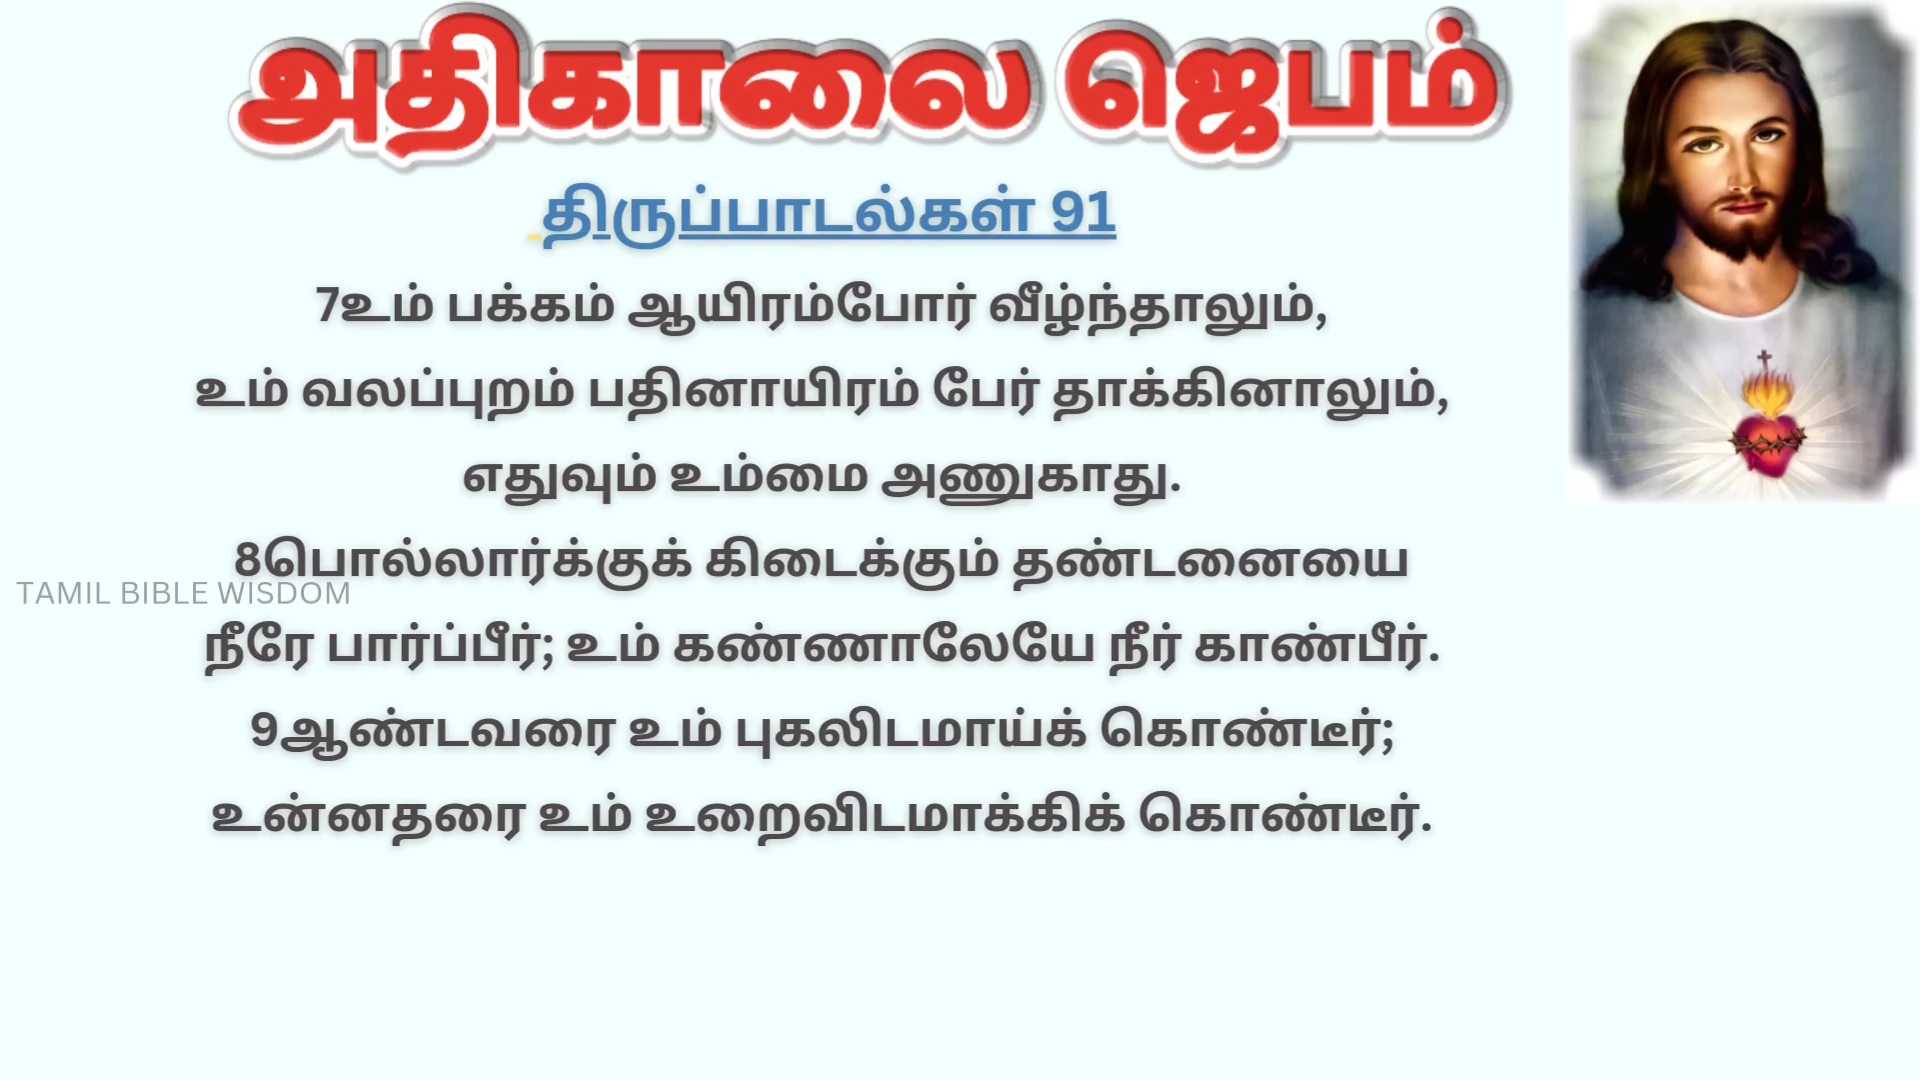 அதிகாலை ஜெபம்
திருப்பாடல்கள் 91
7உம் பக்கம் ஆயிரம்போர் வீழ்ந்தாலும்,
உம் வலப்புறம் பதினாயிரம் பேர் தாக்கினாலும்,
எதுவும் உம்மை அணுகாது.
8பொல்லார்க்குக் கிடைக்கும் தண்டனையை
TAMIL BIBLE WISDOM
நீரே பார்ப்பீர்; உம் கண்ணாலேயே நீர் காண்பீர்.
9ஆண்டவரை உம் புகலிடமாய்க் கொண்டீர்;
உன்னதரை உம் உறைவிடமாக்கிக் கொண்டீர்.